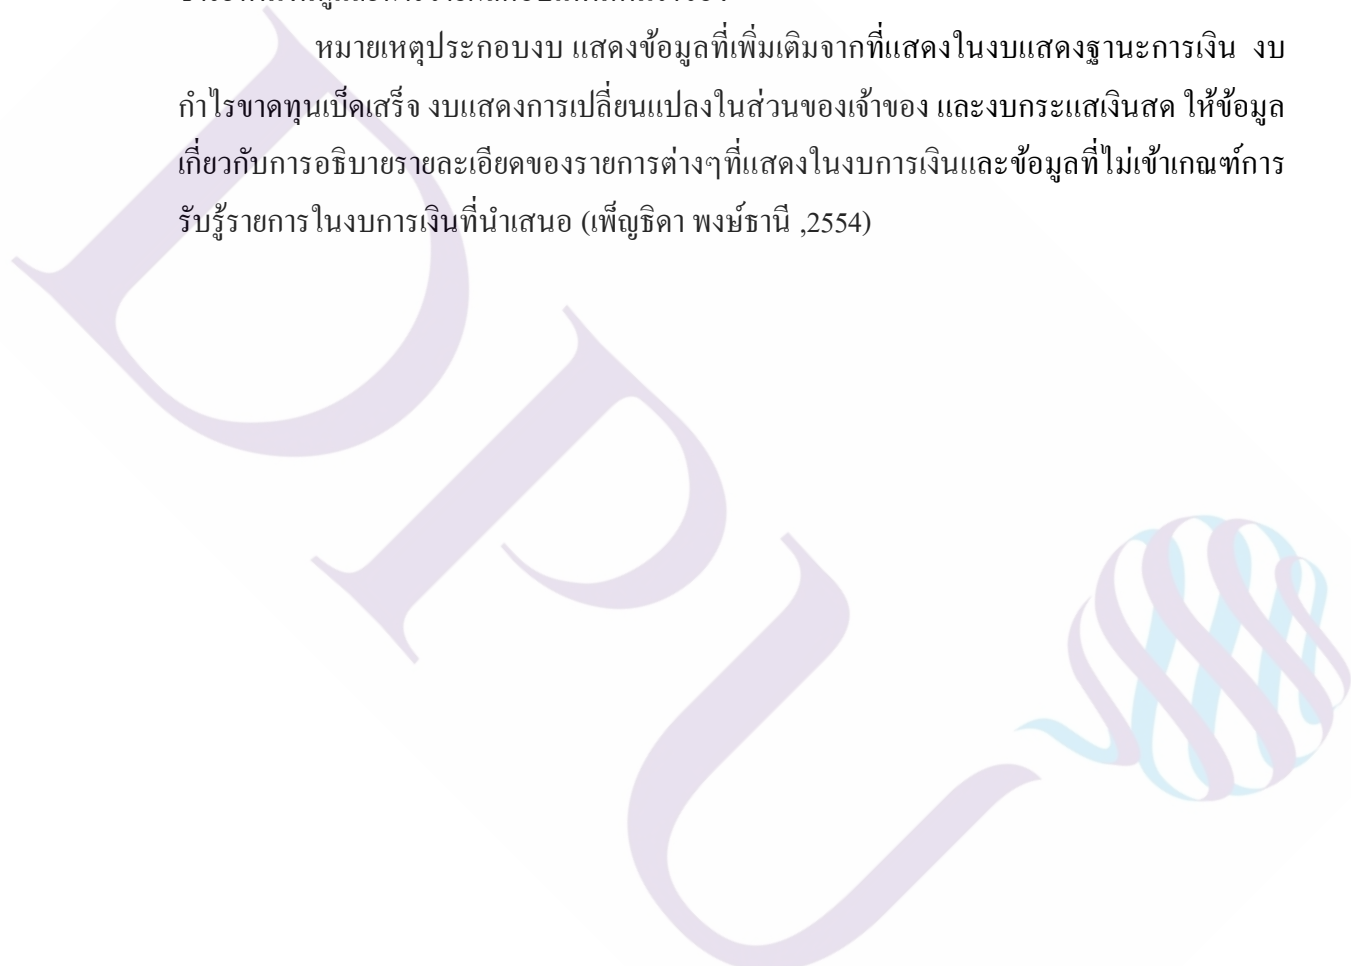 หมายเหตุประกอบงบ แสดงข้อมูลที่เพิ่มเติมจากที่แสดงในงบแสดงฐานะการเงิน งบ
กำไรขาดทุนเบ็ดเสร็จ งบแสดงการเปลี่ยนแปลงในส่วนของเจ้าของ และงบกระแสเงินสด ให้ข้อมูล
เกี่ยวกับการอธิบายรายละเอียดของรายการต่างๆที่แสดงในงบการเงินและข้อมูลที่ไม่เข้าเกณฑ์การ
รับรู้รายการในงบการเงินที่นำเสนอ (เพ็ญธิดา พงษ์ธานี ,2554)
DPU